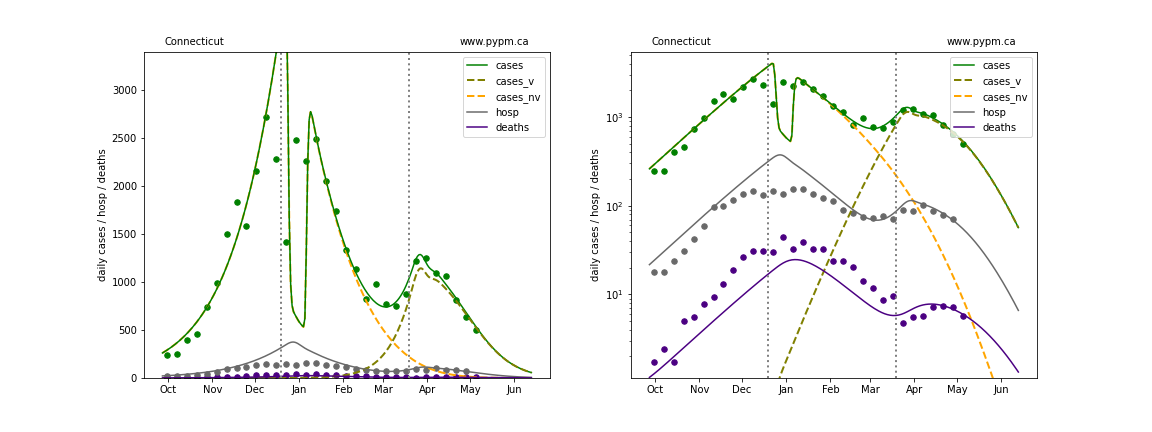 Connecticut www.pypm.ca
cases
cases_v
cases_nv
hosp
deaths
daily cases / hosp / deaths
3000
2500
2000
1500
1000
500
0
Oct Nov Dec Jan Feb Mar Apr May Jun
Connecticut www.pypm.ca
cases
cases_v
cases_nv
hosp
deaths
daily cases / hosp / deaths
10³
10²
10¹
Oct Nov Dec Jan Feb Mar Apr May Jun